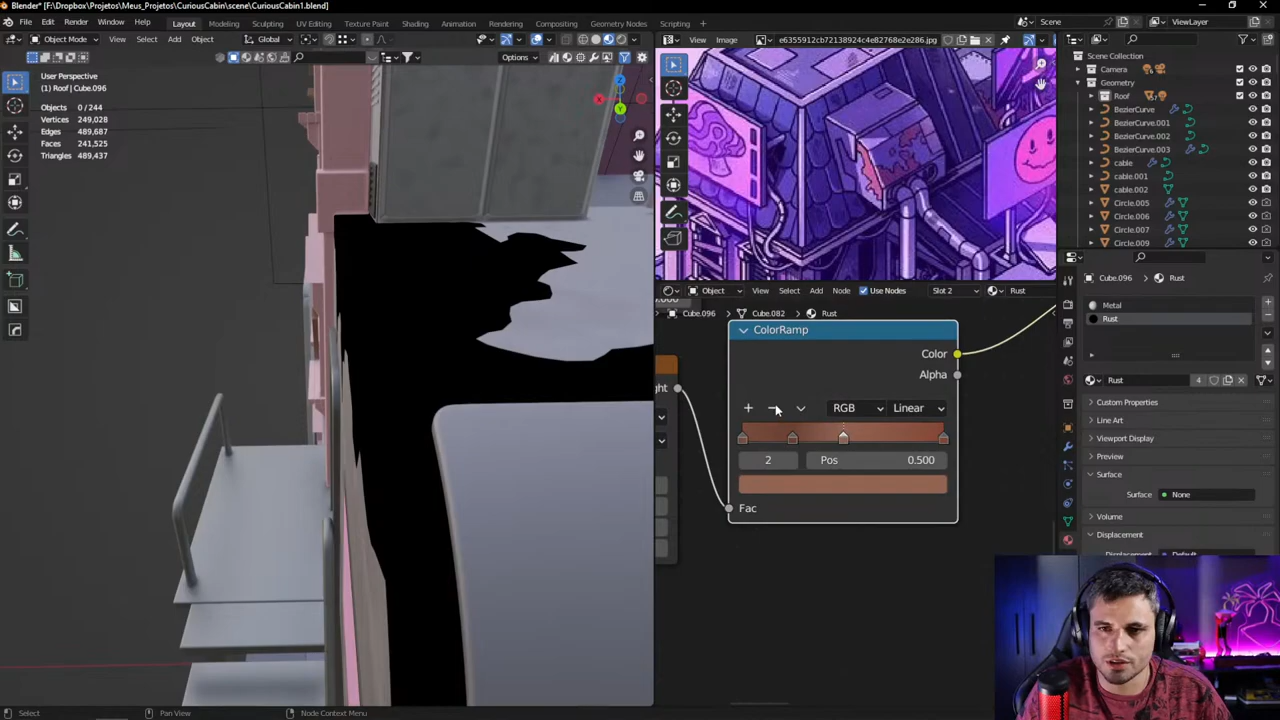 Blender* [F:\Dropbox\Projetos\Meus_Projetos\CuriousCabin\scene\CuriousCabin1.blend]
File Edit Render Window Help Layout Modeling Sculpting UV Editing Texture Paint Shading Animation Rendering Compositing Geometry Nodes Scripting Scene ViewLayer
Object Mode View Select Add Object Global
View Image e6355912cb72138924c4e82768e2e286.jpg
Options
User Perspective
(1) Roof | Cube.096
Objects 0 / 244
Vertices 249,028
Edges 489,687
Triangles 241,525
489,437
Scene Collection
Camera
Geometry
Roof
BezierCurve
BezierCurve.001
BezierCurve.002
BezierCurve.003
cable
cable.001
cable.002
Circle.005
Circle.006
Circle.007
Circle.009
Object View Select Add Node Use Nodes Slot 2 Rust
Cube.096 Cube.082 Rust
ColorRamp
Color
Alpha
RGB Linear
2 Pos 0.500
Fac
Cube.096 Rust
Metal
Rust
Rust 4
Custom Properties
Line Art
Viewport Display
Preview
Surface
Surface None
Volume
Displacement
Select Pan View Node Context Menu